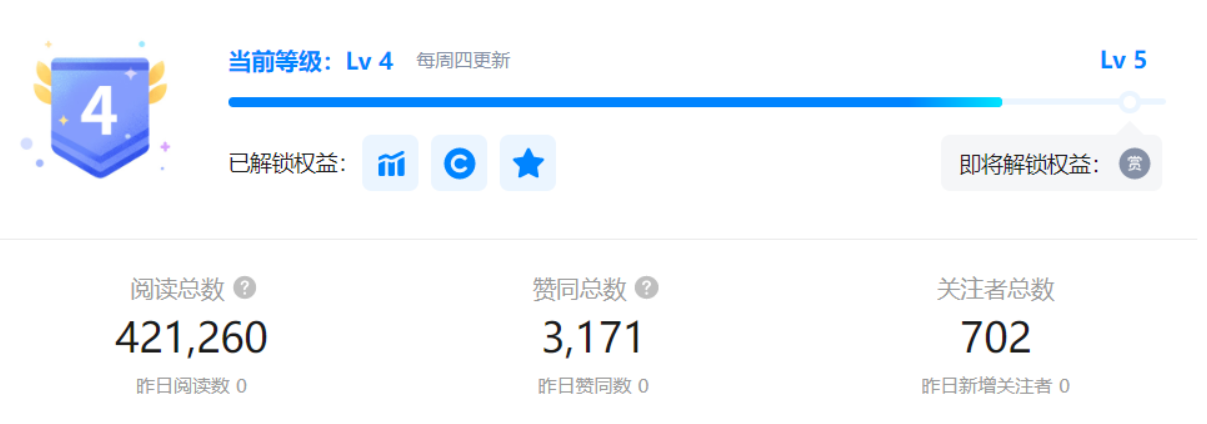 4
当前等级：Lv 4 每周四更新 Lv 5
已解锁权益： C 即将解锁权益： 赏
阅读总数 ? 赞同总数 ? 关注者总数
421,260 3,171 702
昨日阅读数 0 昨日赞同数 0 昨日新增关注者 0